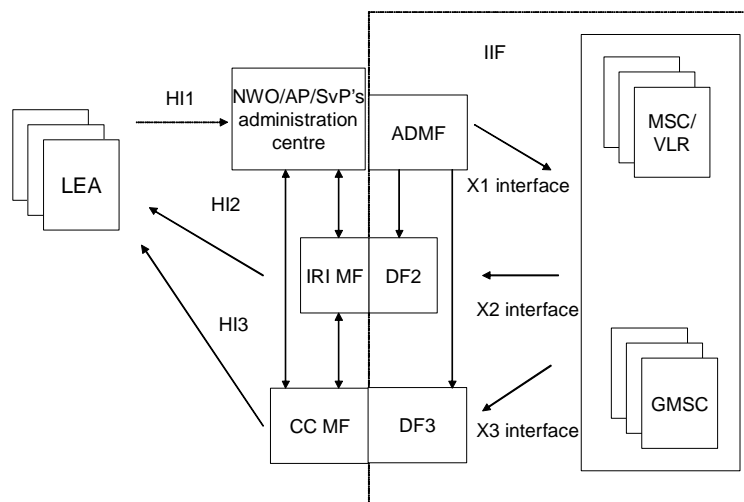 IIF
HI1
NWO/AP/SvP's
administration
centre
ADMF
MSC/
VLR
LEA
X1 interface
HI2
IRI MF
DF2
X2 interface
HI3
GMSC
CC MF
DF3
X3 interface